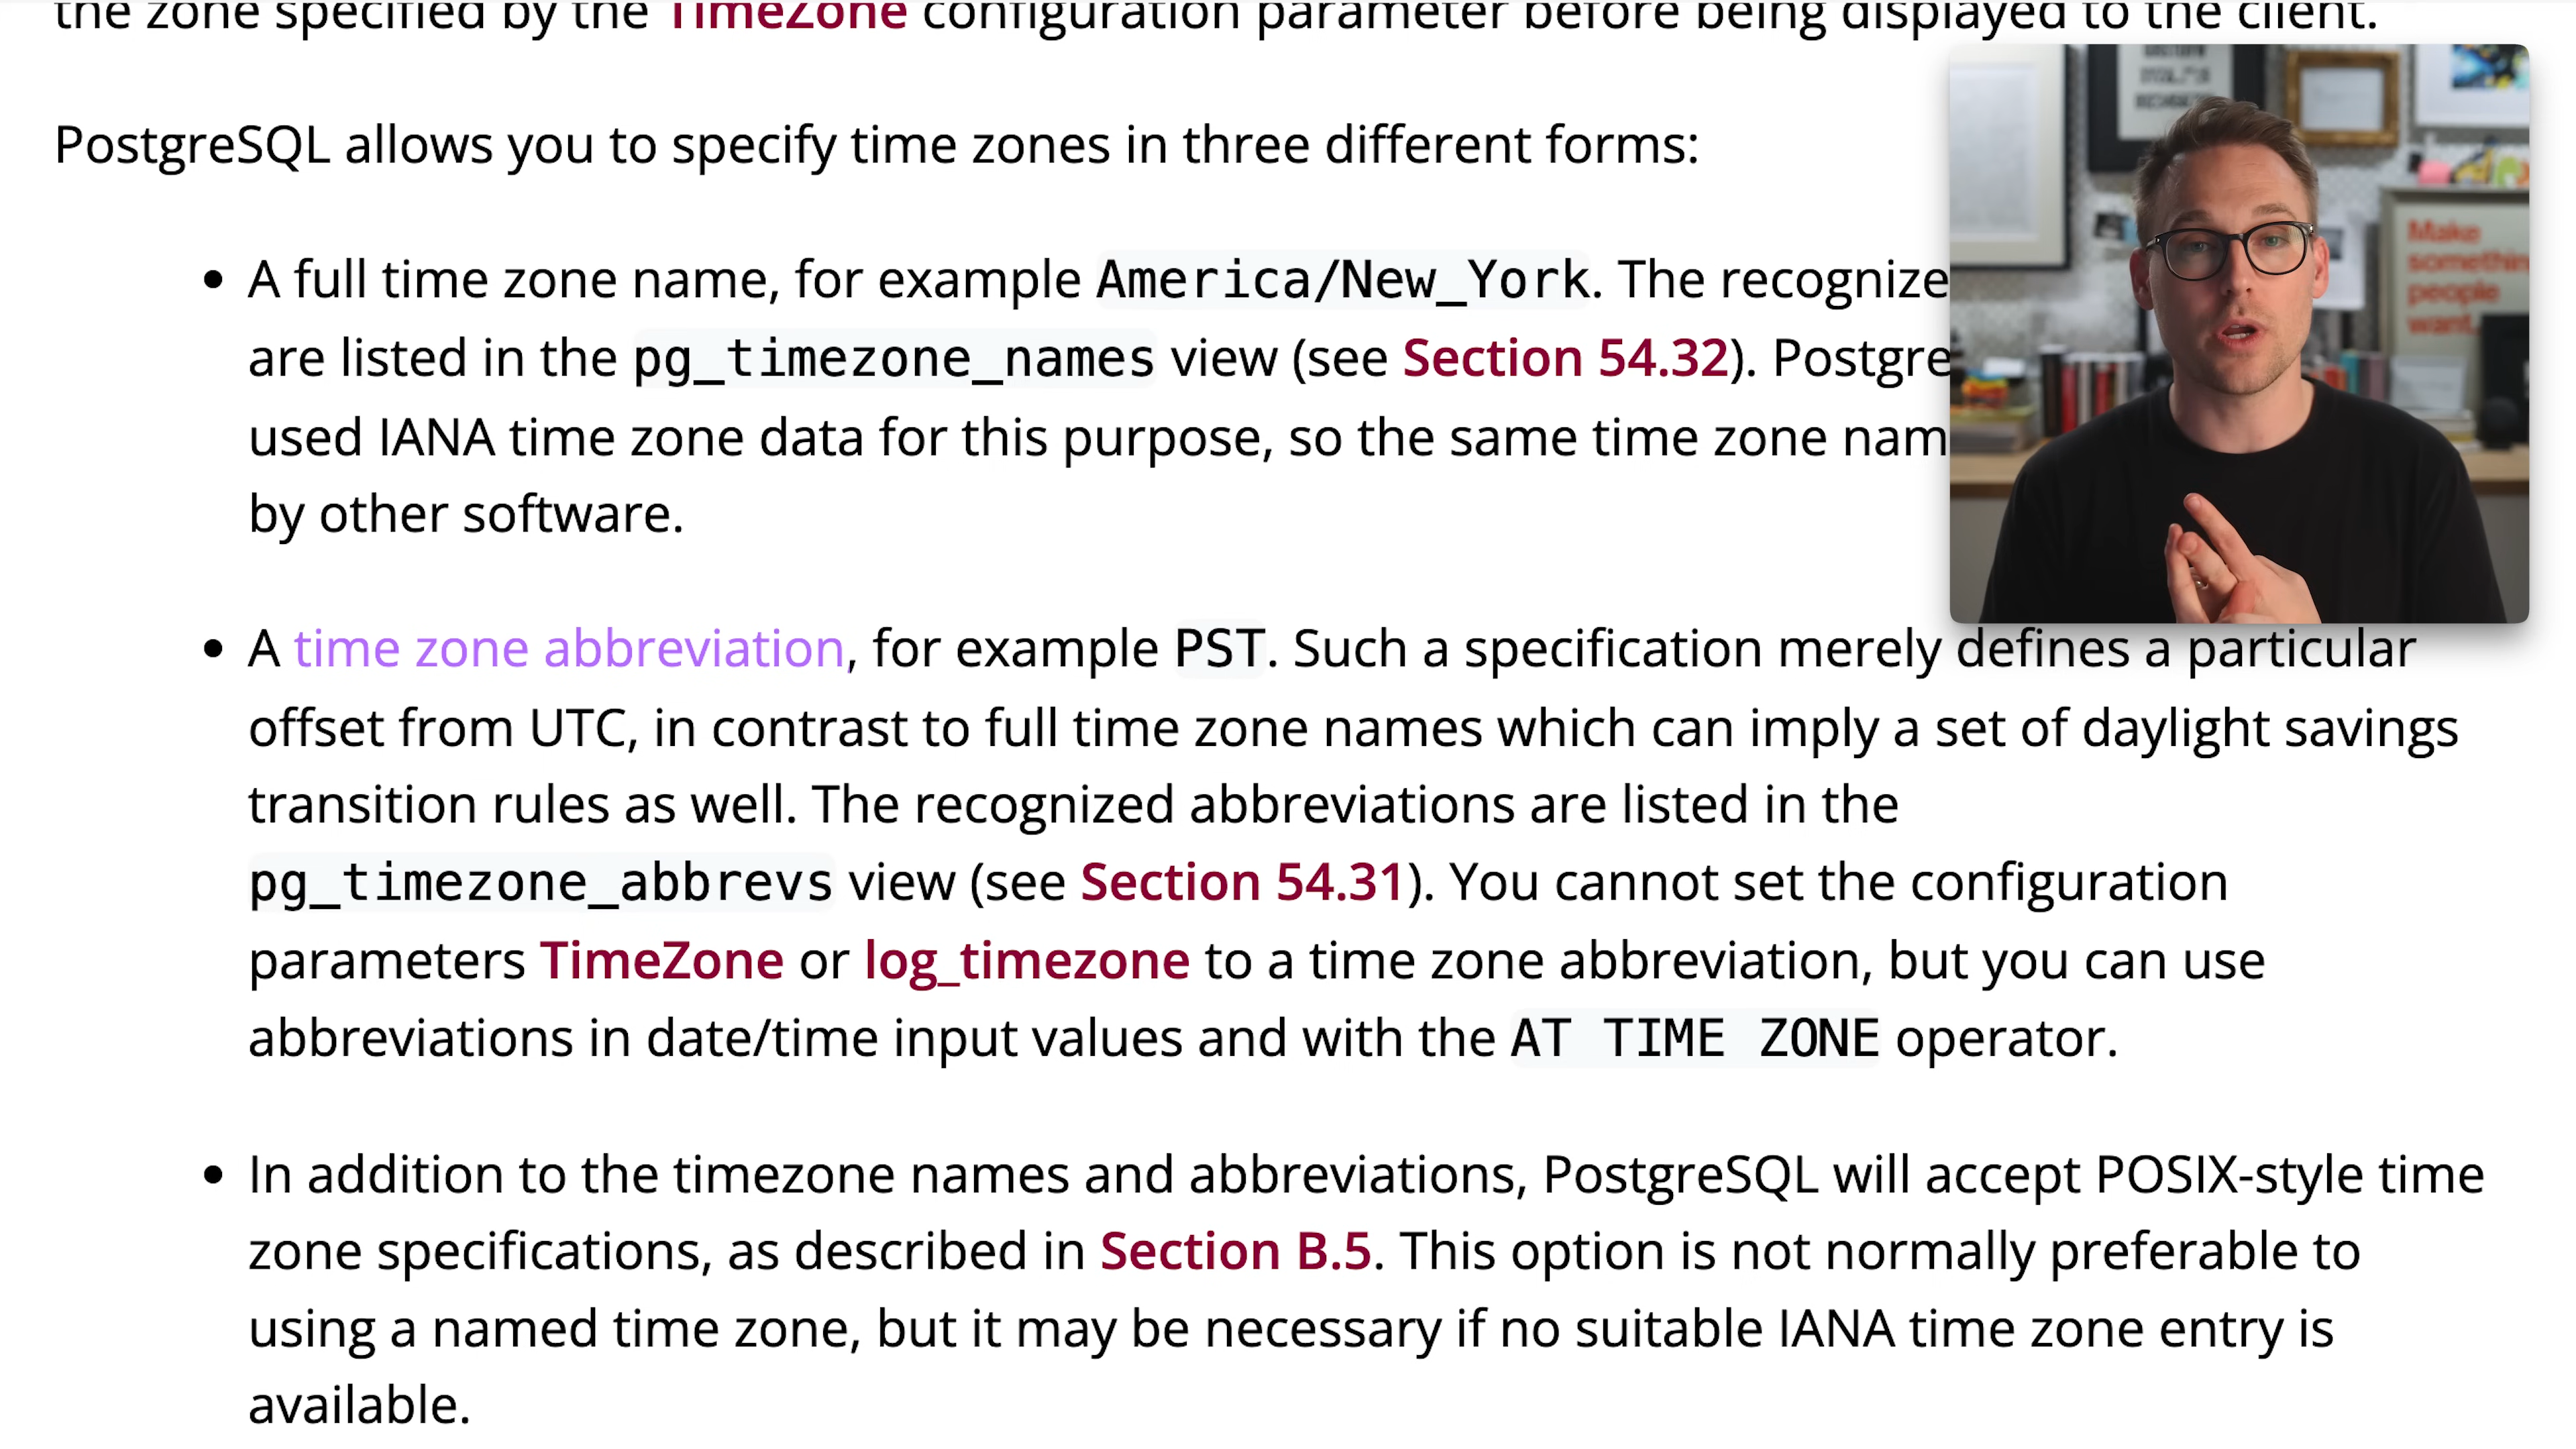 the zone specified by the TimeZone configuration parameter before being displayed to the client.
PostgreSQL allows you to specify time zones in three different forms:
A full time zone name, for example America/New_York. The recognize
are listed in the pg_timezone_names view (see Section 54.32). Postgre
used IANA time zone data for this purpose, so the same time zone nam
by other software.
Make
somethin
people
want.
A time zone abbreviation, for example PST. Such a specification merely defines a particular
offset from UTC, in contrast to full time zone names which can imply a set of daylight savings
transition rules as well. The recognized abbreviations are listed in the
pg_timezone_abbrevs view (see Section 54.31). You cannot set the configuration
parameters TimeZone or log_timezone to a time zone abbreviation, but you can use
abbreviations in date/time input values and with the AT TIME ZONE operator.
In addition to the timezone names and abbreviations, PostgreSQL will accept POSIX-style time
zone specifications, as described in Section B.5. This option is not normally preferable to
using a named time zone, but it may be necessary if no suitable IANA time zone entry is
available.